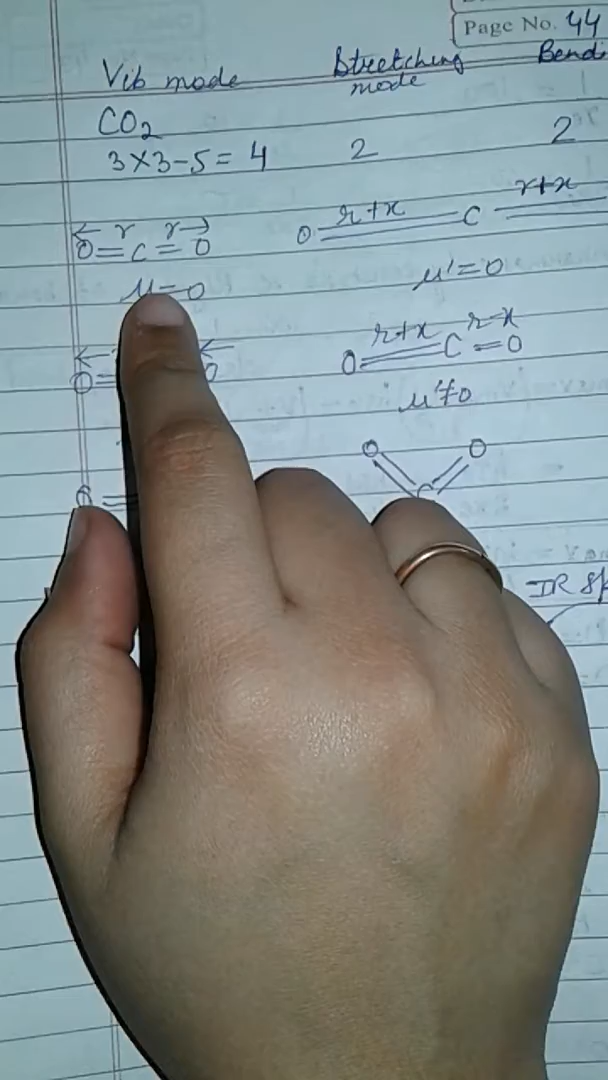 Page No. 44
Vib mode Stretching mode Bend
CO2
3×3-5 = 4 2 2
r r r+x r+x
O=C=O O C
μ=0 μ'=0
r+x r-x
O C=O
μ'≠0
O O
IR Sp